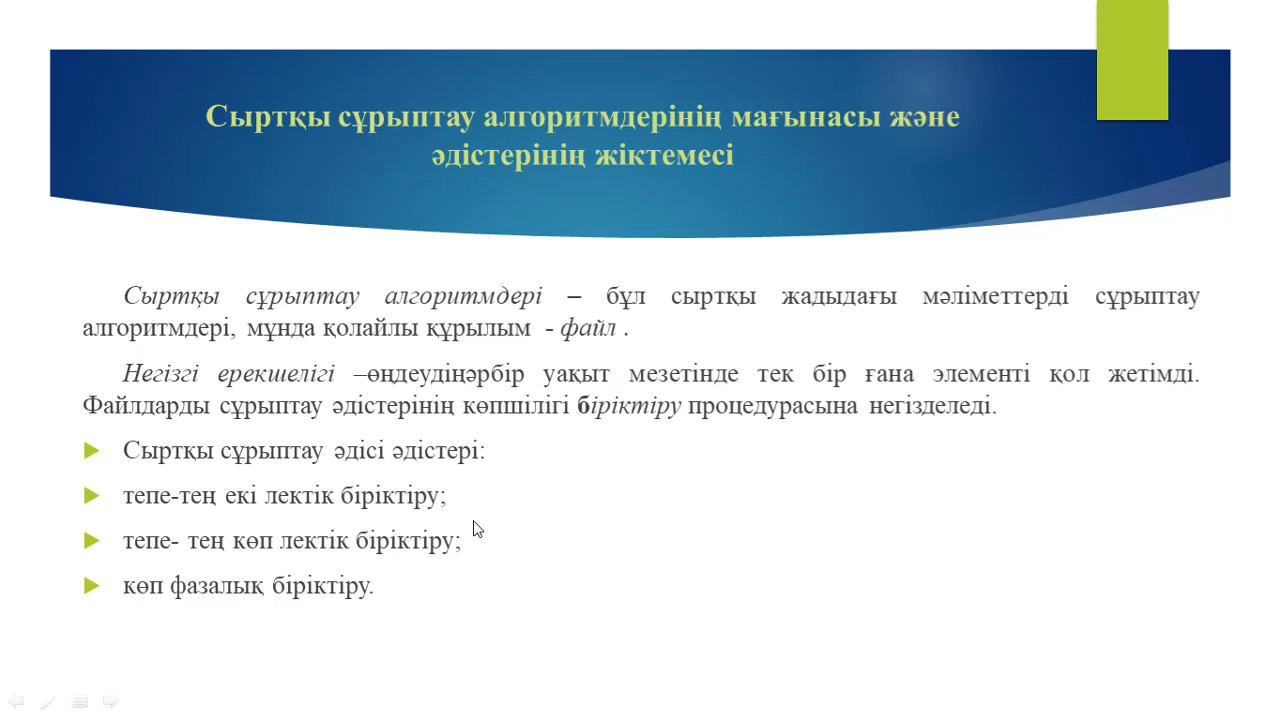 Сыртқы сұрыптау алгоритмдерінің мағынасы және
әдістерінің жіктемесі
Сыртқы сұрыптау алгоритмдері – бұл сыртқы жадыдағы мәліметтерді сұрыптау
алгоритмдері, мұнда қолайлы құрылым - файл .
Негізгі ерекшелігі –өңдеудіңәрбір уақыт мезетінде тек бір ғана элементі қол жетімді.
Файлдарды сұрыптау әдістерінің көпшілігі біріктіру процедурасына негізделеді.
Сыртқы сұрыптау әдісі әдістері:
тепе-тең екі лектік біріктіру;
тепе- тең көп лектік біріктіру;
көп фазалық біріктіру.